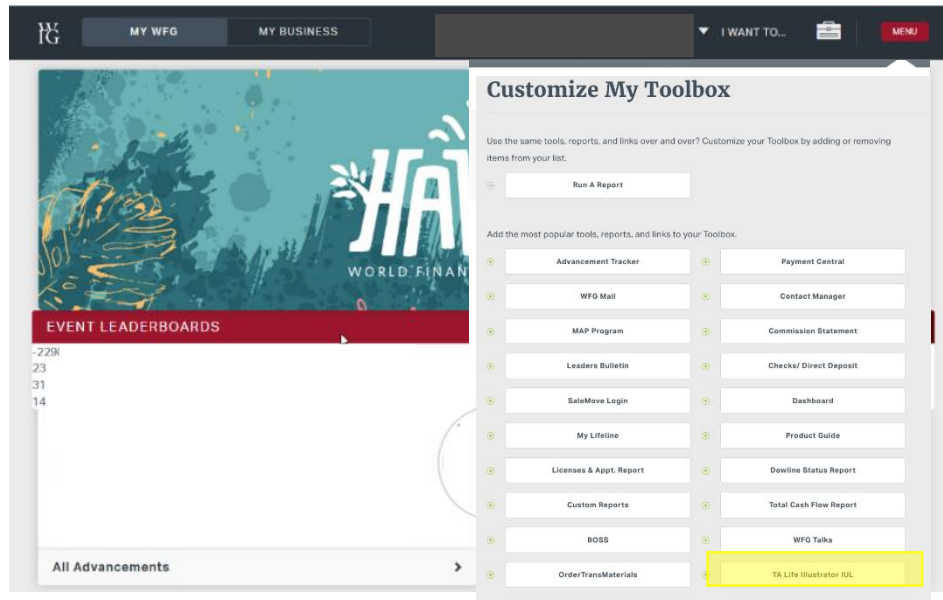 WFG
MY WFG
MY BUSINESS
I WANT TO...
MENU
HAV
WORLD FINAN
EVENT LEADERBOARDS
-229
23
31
14
All Advancements
Customize My Toolbox
Use the same tools, reports, and links over and over? Customize your Toolbox by adding or removing
items from your list.
Run A Report
Add the most popular tools, reports, and links to your Toolbox.
Advancement Tracker
Payment Central
WFG Mail
Contact Manager
MAP Program
Commission Statement
Leaders Bulletin
Checks/ Direct Deposit
SaleMove Login
Dashboard
My Lifeline
Product Guide
Licenses & Appt. Report
Dowline Status Report
Custom Reports
Total Cash Flow Report
BOSS
WFG Talks
OrderTransMaterials
TA Life Illustrator IUL